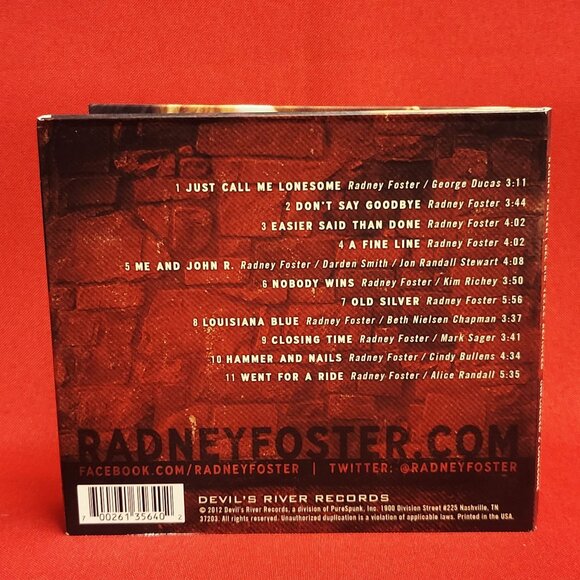 1 JUST CALL ME LONESOME Radney Foster / George Ducas 3:11
2 DON'T SAY GOODBYE Radney Foster 3:44
3 EASIER SAID THAN DONE Radney Foster 4:02
4 A FINE LINE Radney Foster 4:02
5 ME AND JOHN R. Radney Foster / Darden Smith / Jon Randall Stewart 4:08
6 NOBODY WINS Radney Foster / Kim Richey 3:50
7 OLD SILVER Radney Foster 5:56
8 LOUISIANA BLUE Radney Foster / Beth Nielsen Chapman 3:37
9 CLOSING TIME Radney Foster / Mark Sager 3:41
10 HAMMER AND NAILS Radney Foster / Cindy Bullens 4:34
11 WENT FOR A RIDE Radney Foster / Alice Randall 5:35
RADNEYFOSTER.COM
FACEBOOK.COM/RADNEYFOSTER | TWITTER: @RADNEYFOSTER
7 00261 35640 2
DEVIL'S RIVER RECORDS
© 2012 Devil's River Records, a division of PureSpunk, Inc. 1900 Division Street #225 Nashville, TN
37203. All rights reserved. Unauthorized duplication is a violation of applicable laws. Printed in the USA.